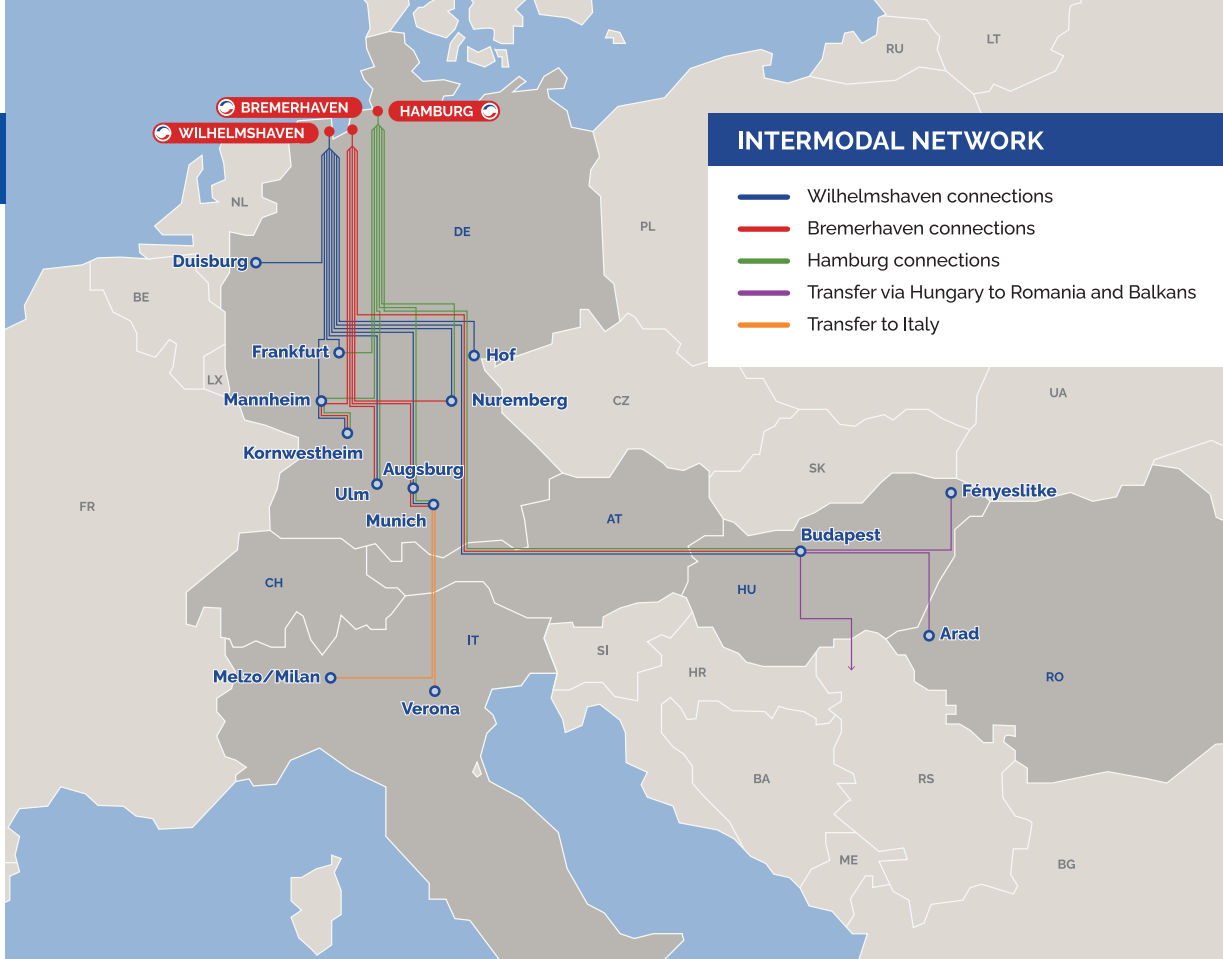 RU
LT
BREMERHAVEN
HAMBURG
WILHELMSHAVEN
INTERMODAL NETWORK
Wilhelmshaven connections
Bremerhaven connections
Hamburg connections
Transfer via Hungary to Romania and Balkans
Transfer to Italy
NL
DE
PL
Duisburg
BE
Frankfurt
Hof
LX
Mannheim
Nuremberg
CZ
UA
Kornwestheim
Augsburg
SK
Ulm
Fényeslitke
FR
Munich
AT
Budapest
CH
HU
Arad
IT
SI
HR
Melzo/Milan
RO
Verona
BA
RS
ME
BG